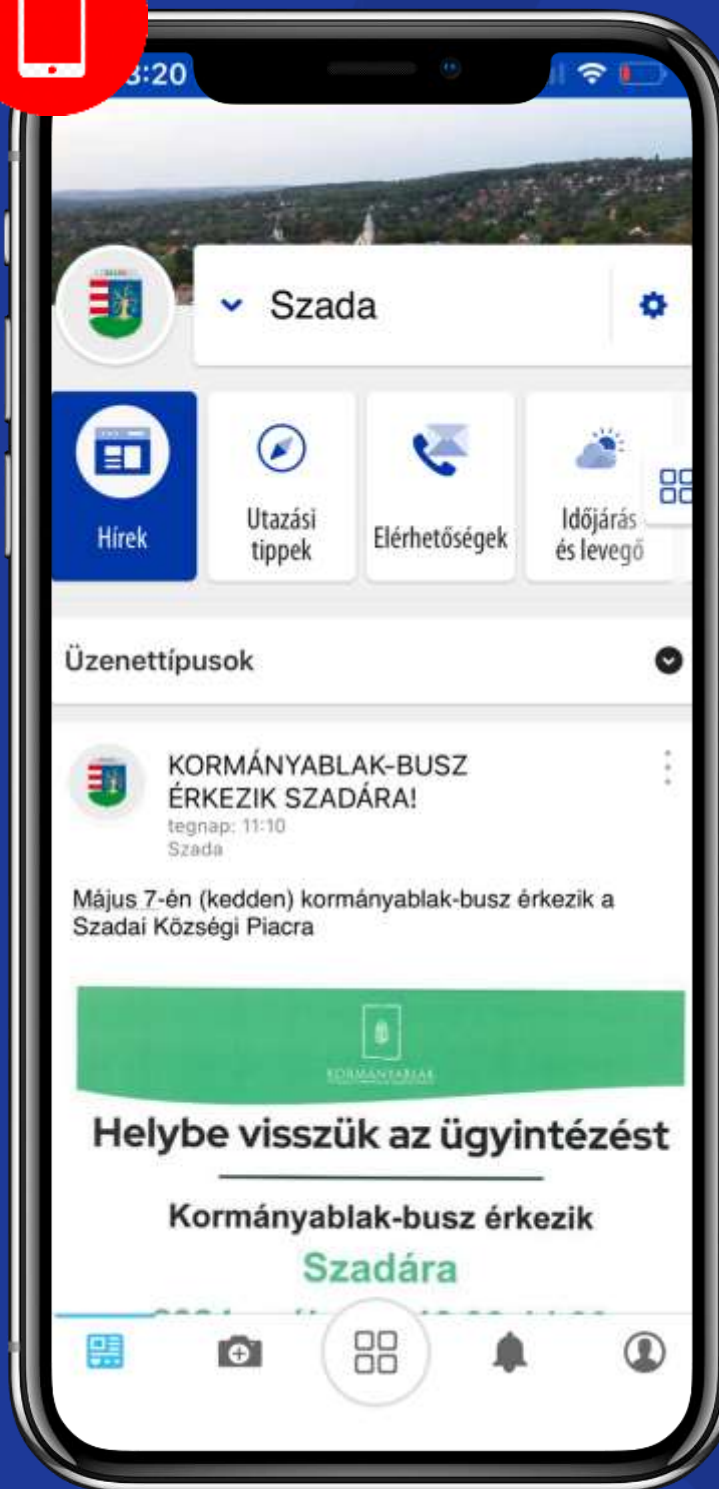 :20
Szada
Hírek
Utazási
tippek
Elérhetőségek
Időjárás
és levegő
Üzenettípusok
KORMÁNYABLAK-BUSZ
ÉRKEZIK SZADÁRA!
tegnap: 11:10
Szada
Május 7-én (kedden) kormányablak-busz érkezik a
Szadai Községi Piacra
KORMÁNYABLAK
Helybe visszük az ügyintézést
Kormányablak-busz érkezik
Szadára